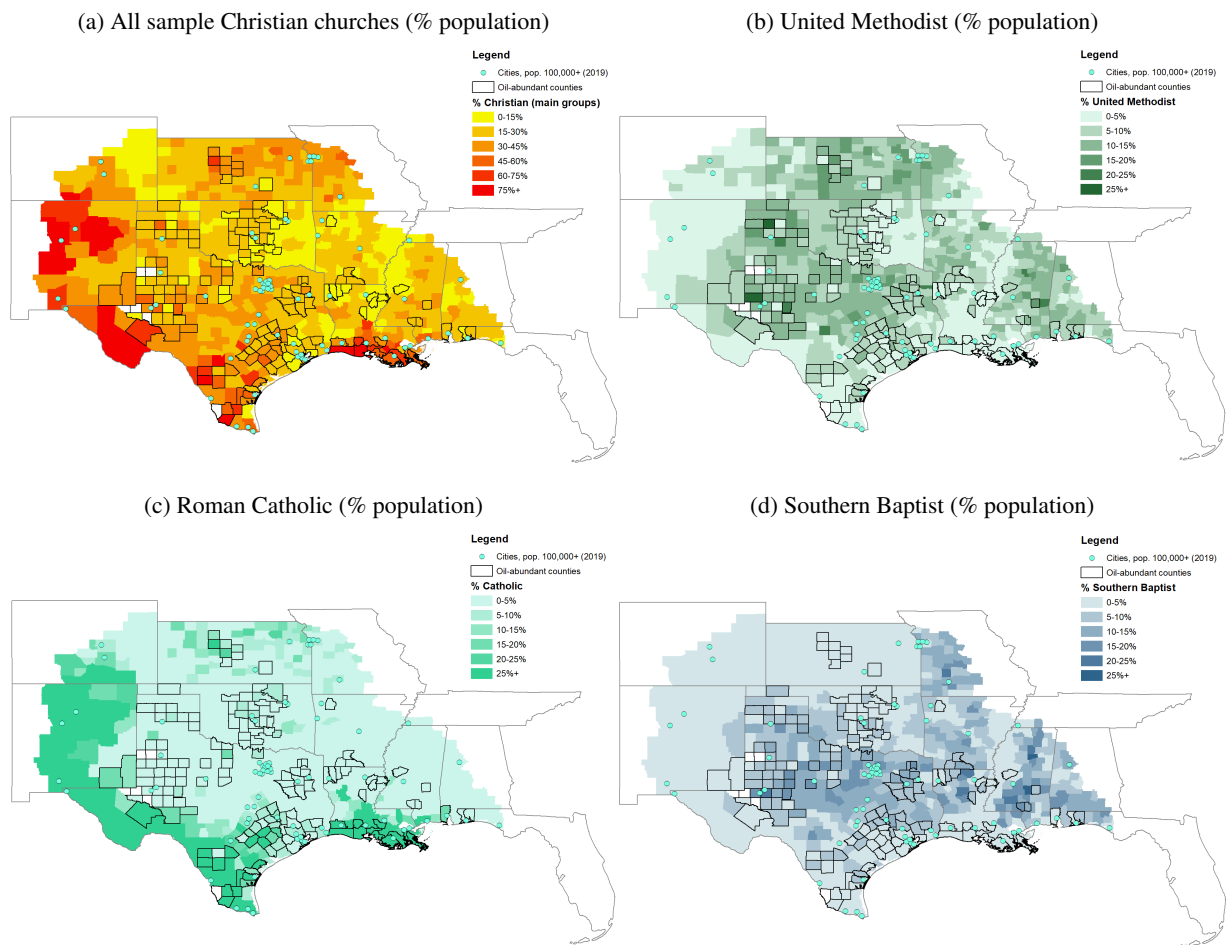 (a) All sample Christian churches (% population)
Legend
Cities, pop. 100,000+ (2019)
Oil-abundant counties
% Christian (main groups)
0-15%
15-30%
30-45%
45-60%
60-75%
75%+
(b) United Methodist (% population)
Legend
Cities, pop. 100,000+ (2019)
Oil-abundant counties
% United Methodist
0-5%
5-10%
10-15%
15-20%
20-25%
25%+
(c) Roman Catholic (% population)
Legend
Cities, pop. 100,000+ (2019)
Oil-abundant counties
% Catholic
0-5%
5-10%
10-15%
15-20%
20-25%
25%+
(d) Southern Baptist (% population)
Legend
Cities, pop. 100,000+ (2019)
Oil-abundant counties
% Southern Baptist
0-5%
5-10%
10-15%
15-20%
20-25%
25%+